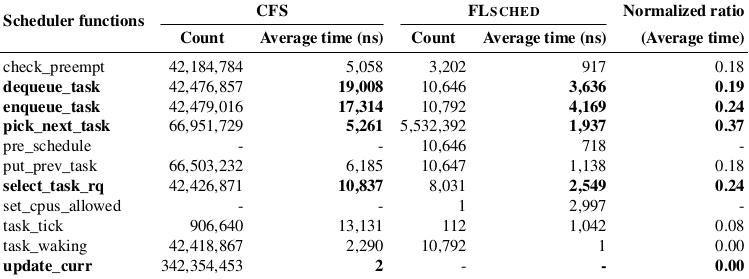 Scheduler functions CFS FLSCHED Normalized ratio
Count Average time (ns) Count Average time (ns) (Average time)
check_preempt 42,184,784 5,058 3,202 917 0.18
dequeue_task 42,476,857 19,008 10,646 3,636 0.19
enqueue_task 42,479,016 17,314 10,792 4,169 0.24
pick_next_task 66,951,729 5,261 5,532,392 1,937 0.37
pre_schedule - - 10,646 718 -
put_prev_task 66,503,232 6,185 10,647 1,138 0.18
select_task_rq 42,426,871 10,837 8,031 2,549 0.24
set_cpus_allowed - - 1 2,997 -
task_tick 906,640 13,131 112 1,042 0.08
task_waking 42,418,867 2,290 10,792 1 0.00
update_curr 342,354,453 2 - - 0.00